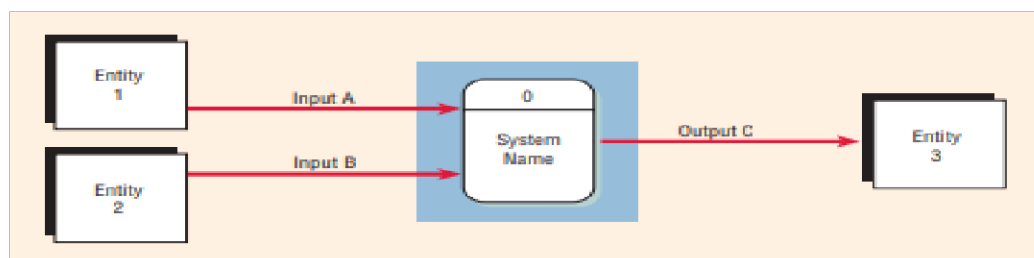 Entity
1
Input A
Entity
2
Input B
0
System
Name
Output C
Entity
3